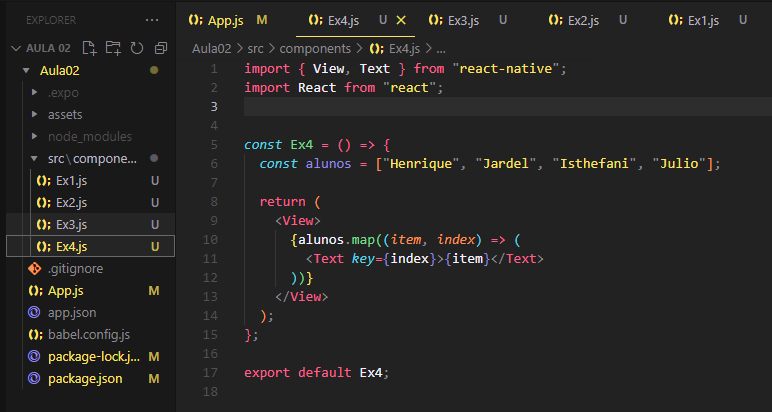 EXPLORER ...
AULA 02
Aula02
.expo
assets
node_modules
src\compone...
Ex1.js U
Ex2.js U
Ex3.js U
Ex4.js U
.gitignore
App.js M
app.json
babel.config.js
package-lock.j... M
package.json M
App.js M Ex4.js U Ex3.js U Ex2.js U Ex1.js U
Aula02 > src > components > Ex4.js > ...
1 import { View, Text } from "react-native";
2 import React from "react";
3
4
5 const Ex4 = () => {
6 const alunos = ["Henrique", "Jardel", "Isthefani", "Julio"];
7
8 return (
9 <View>
10 {alunos.map((item, index) => (
11 <Text key={index}>{item}</Text>
12 ))}
13 </View>
14 );
15 };
16
17 export default Ex4;
18